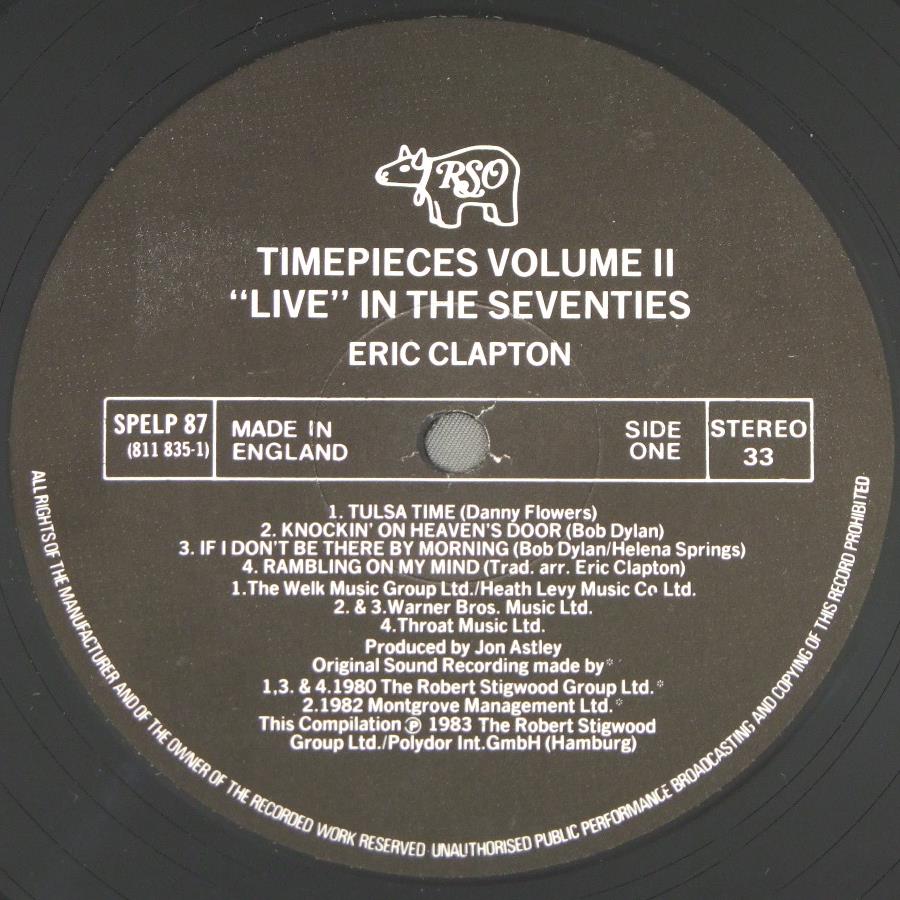 RSO
TIMEPIECES VOLUME II
"LIVE" IN THE SEVENTIES
ERIC CLAPTON
SPELP 87
(811 835-1)
MADE IN
ENGLAND
SIDE
ONE
STEREO
33
1. TULSA TIME (Danny Flowers)
2. KNOCKIN' ON HEAVEN'S DOOR (Bob Dylan)
3. IF I DON'T BE THERE BY MORNING (Bob Dylan/Helena Springs)
4. RAMBLING ON MY MIND (Trad. arr. Eric Clapton)
1.The Welk Music Group Ltd./Heath Levy Music Co Ltd.
2. & 3.Warner Bros. Music Ltd.
4.Throat Music Ltd.
Produced by Jon Astley
Original Sound Recording made by*
1,3. & 4.1980 The Robert Stigwood Group Ltd.*
2.1982 Montgrove Management Ltd.*
This Compilation ℗ 1983 The Robert Stigwood
Group Ltd./Polydor Int.GmbH (Hamburg)
ALL RIGHTS OF THE MANUFACTURER AND OF THE OWNER OF THE RECORDED WORK RESERVED UNAUTHORISED PUBLIC PERFORMANCE BROADCASTING AND COPYING OF THIS RECORD PROHIBITED